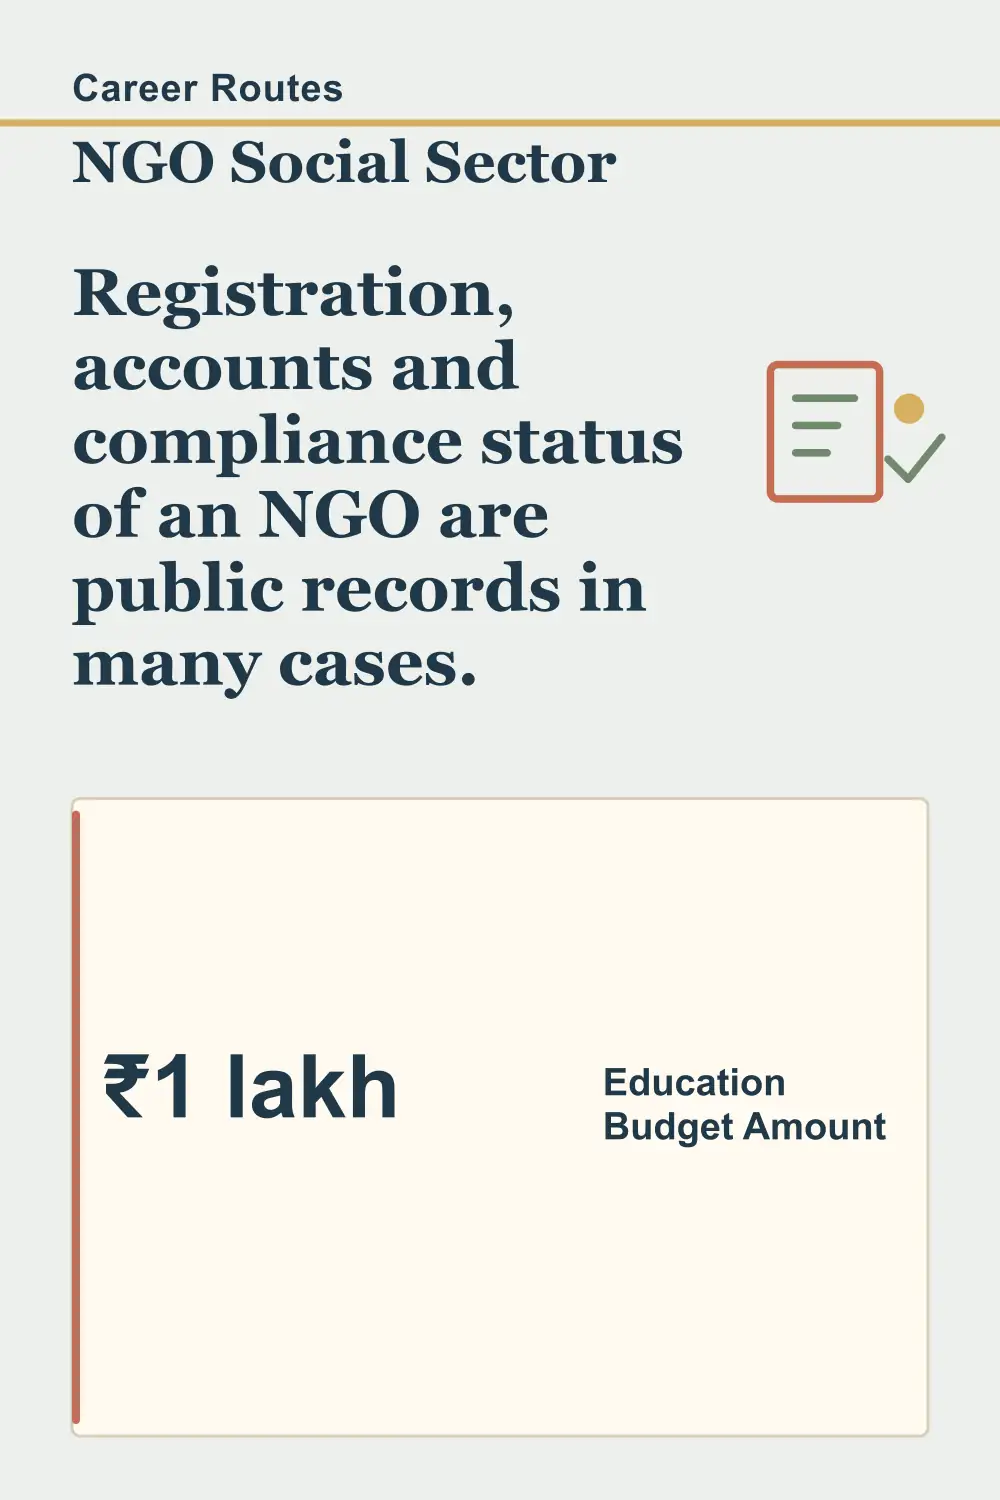 Career Routes
NGO Social Sector
Registration,
accounts and
compliance status
of an NGO are
public records in
many cases.
₹1 lakh
Education
Budget Amount